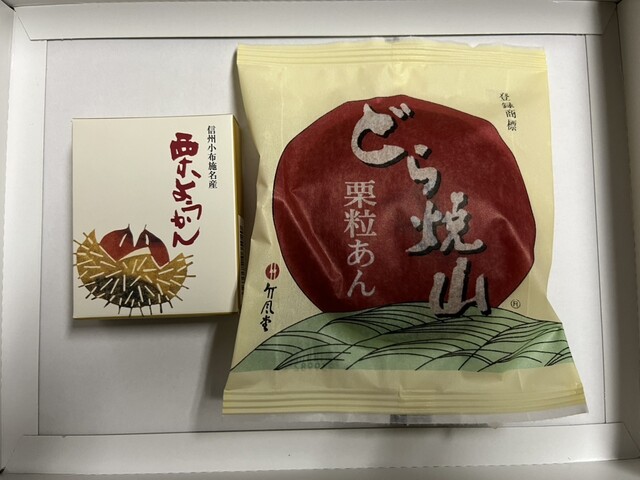 信州小布施名産
栗ようかん
登録商標
どら焼山
栗粒あん
竹風堂